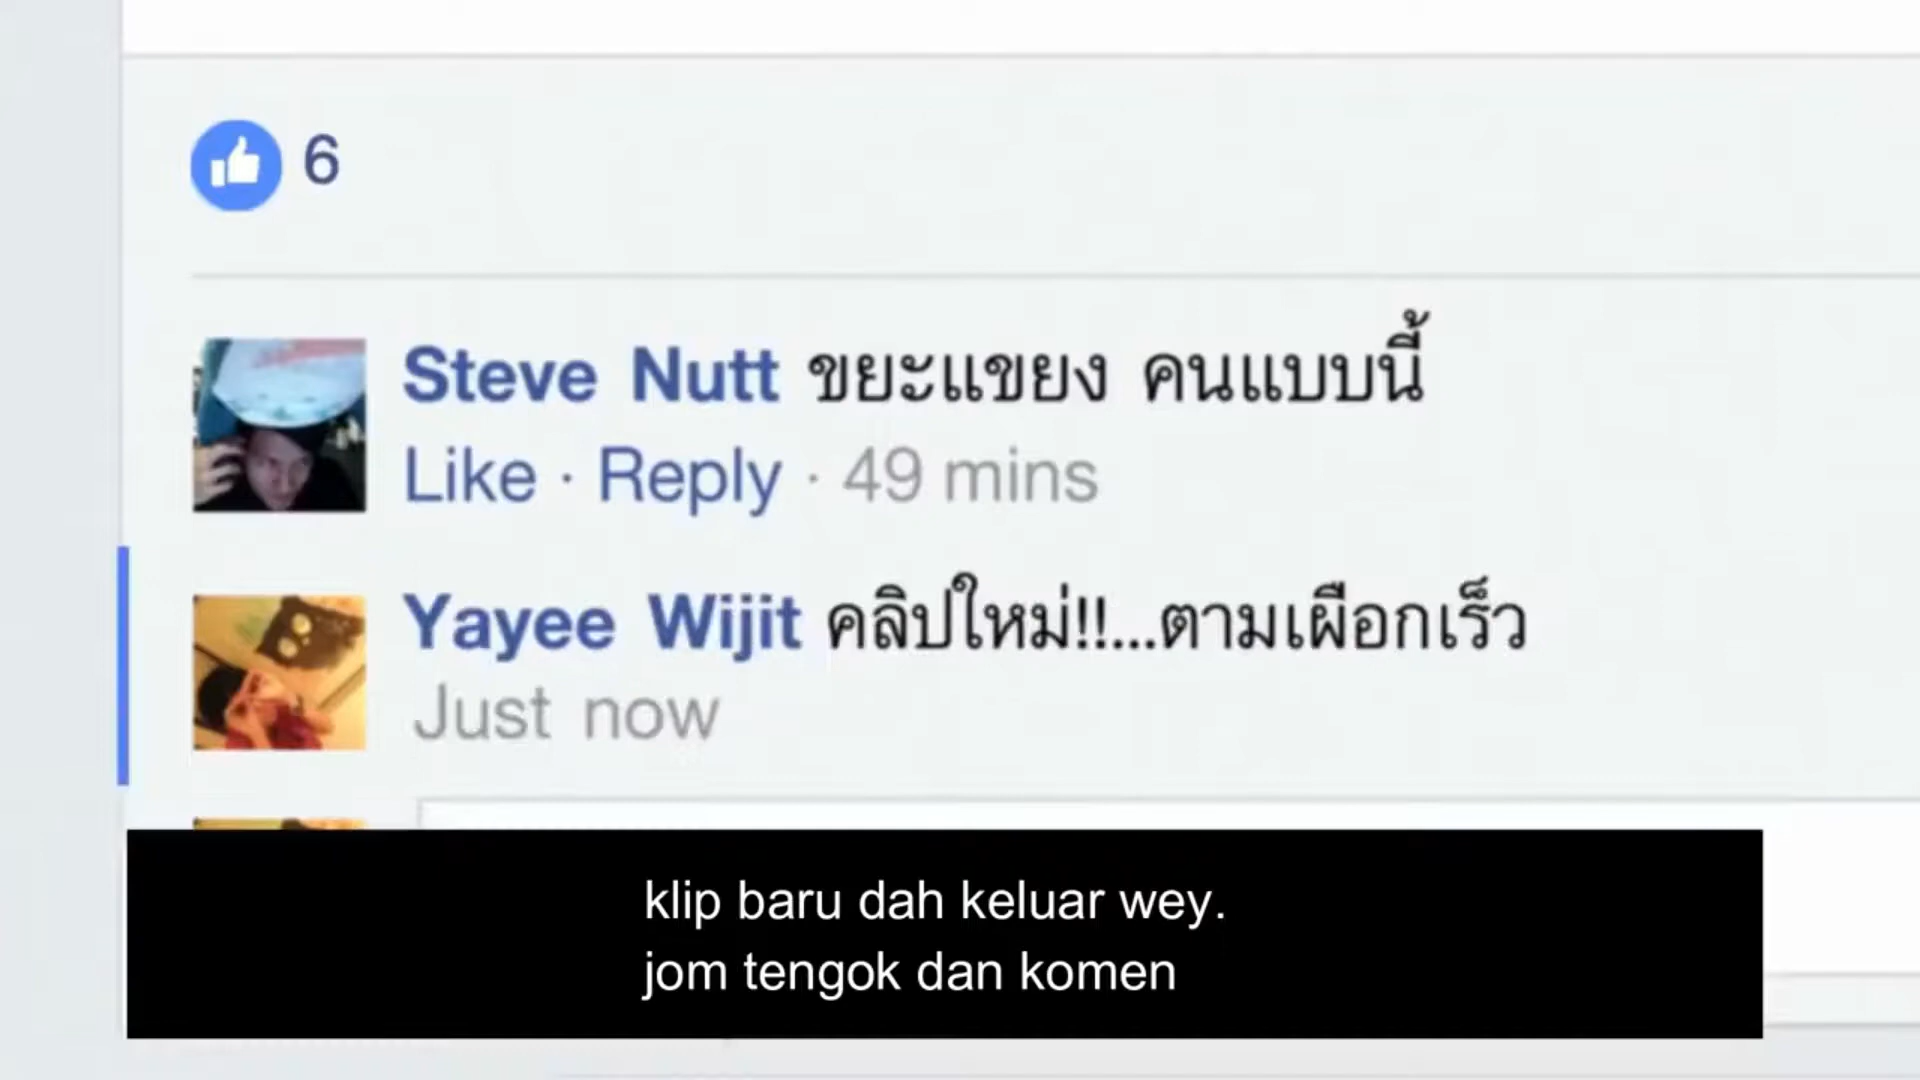 6
Steve Nutt ขยะแขยง คนแบบนี้
Like · Reply · 49 mins
Yayee Wijit คลิปใหม่!!...ตามเผือกเร็ว
Just now
klip baru dah keluar wey.
jom tengok dan komen